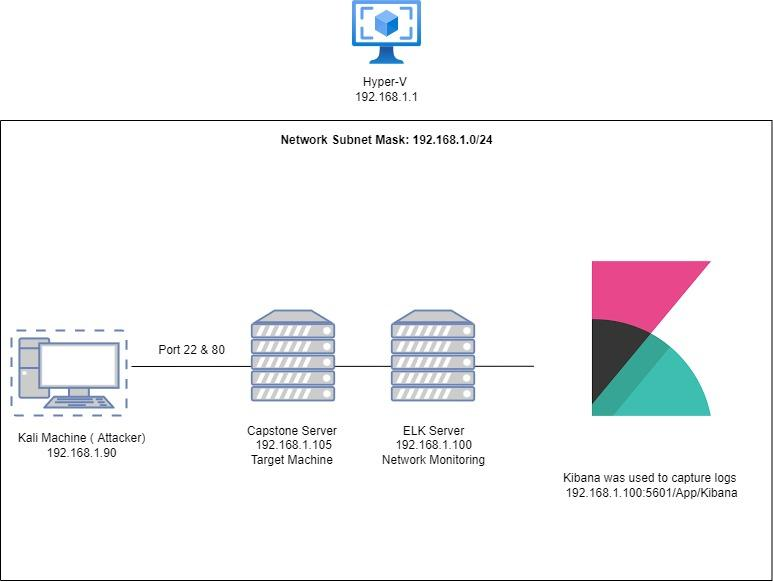 Hyper-V
192.168.1.1
Network Subnet Mask: 192.168.1.0/24
Port 22 & 80
Kali Machine ( Attacker)
192.168.1.90
Capstone Server
192.168.1.105
Target Machine
ELK Server
192.168.1.100
Network Monitoring
Kibana was used to capture logs
192.168.1.100:5601/App/Kibana